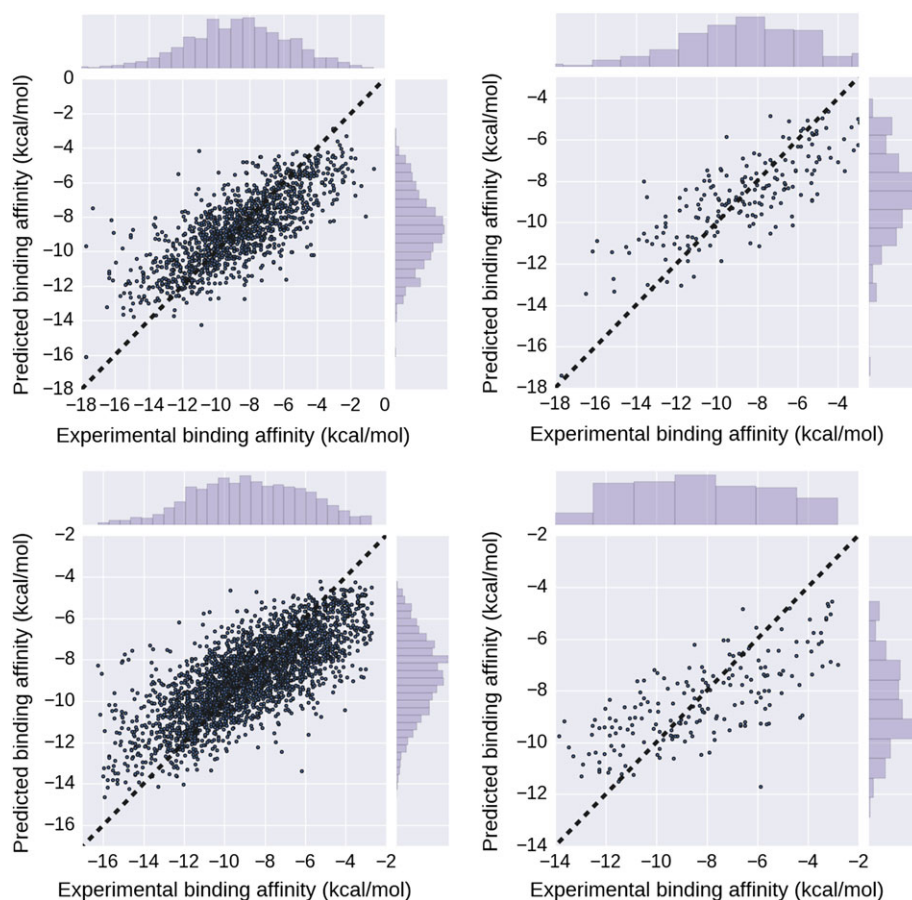 0
−2
−4
−6
−8
−10
−12
−14
−16
−18
Predicted binding affinity (kcal/mol)
−18 −16 −14 −12 −10 −8 −6 −4 −2 0
Experimental binding affinity (kcal/mol)
−4
−6
−8
−10
−12
−14
−16
−18
Predicted binding affinity (kcal/mol)
−18 −16 −14 −12 −10 −8 −6 −4
Experimental binding affinity (kcal/mol)
−2
−4
−6
−8
−10
−12
−14
−16
Predicted binding affinity (kcal/mol)
−16 −14 −12 −10 −8 −6 −4 −2
Experimental binding affinity (kcal/mol)
−2
−4
−6
−8
−10
−12
−14
Predicted binding affinity (kcal/mol)
−14 −12 −10 −8 −6 −4 −2
Experimental binding affinity (kcal/mol)